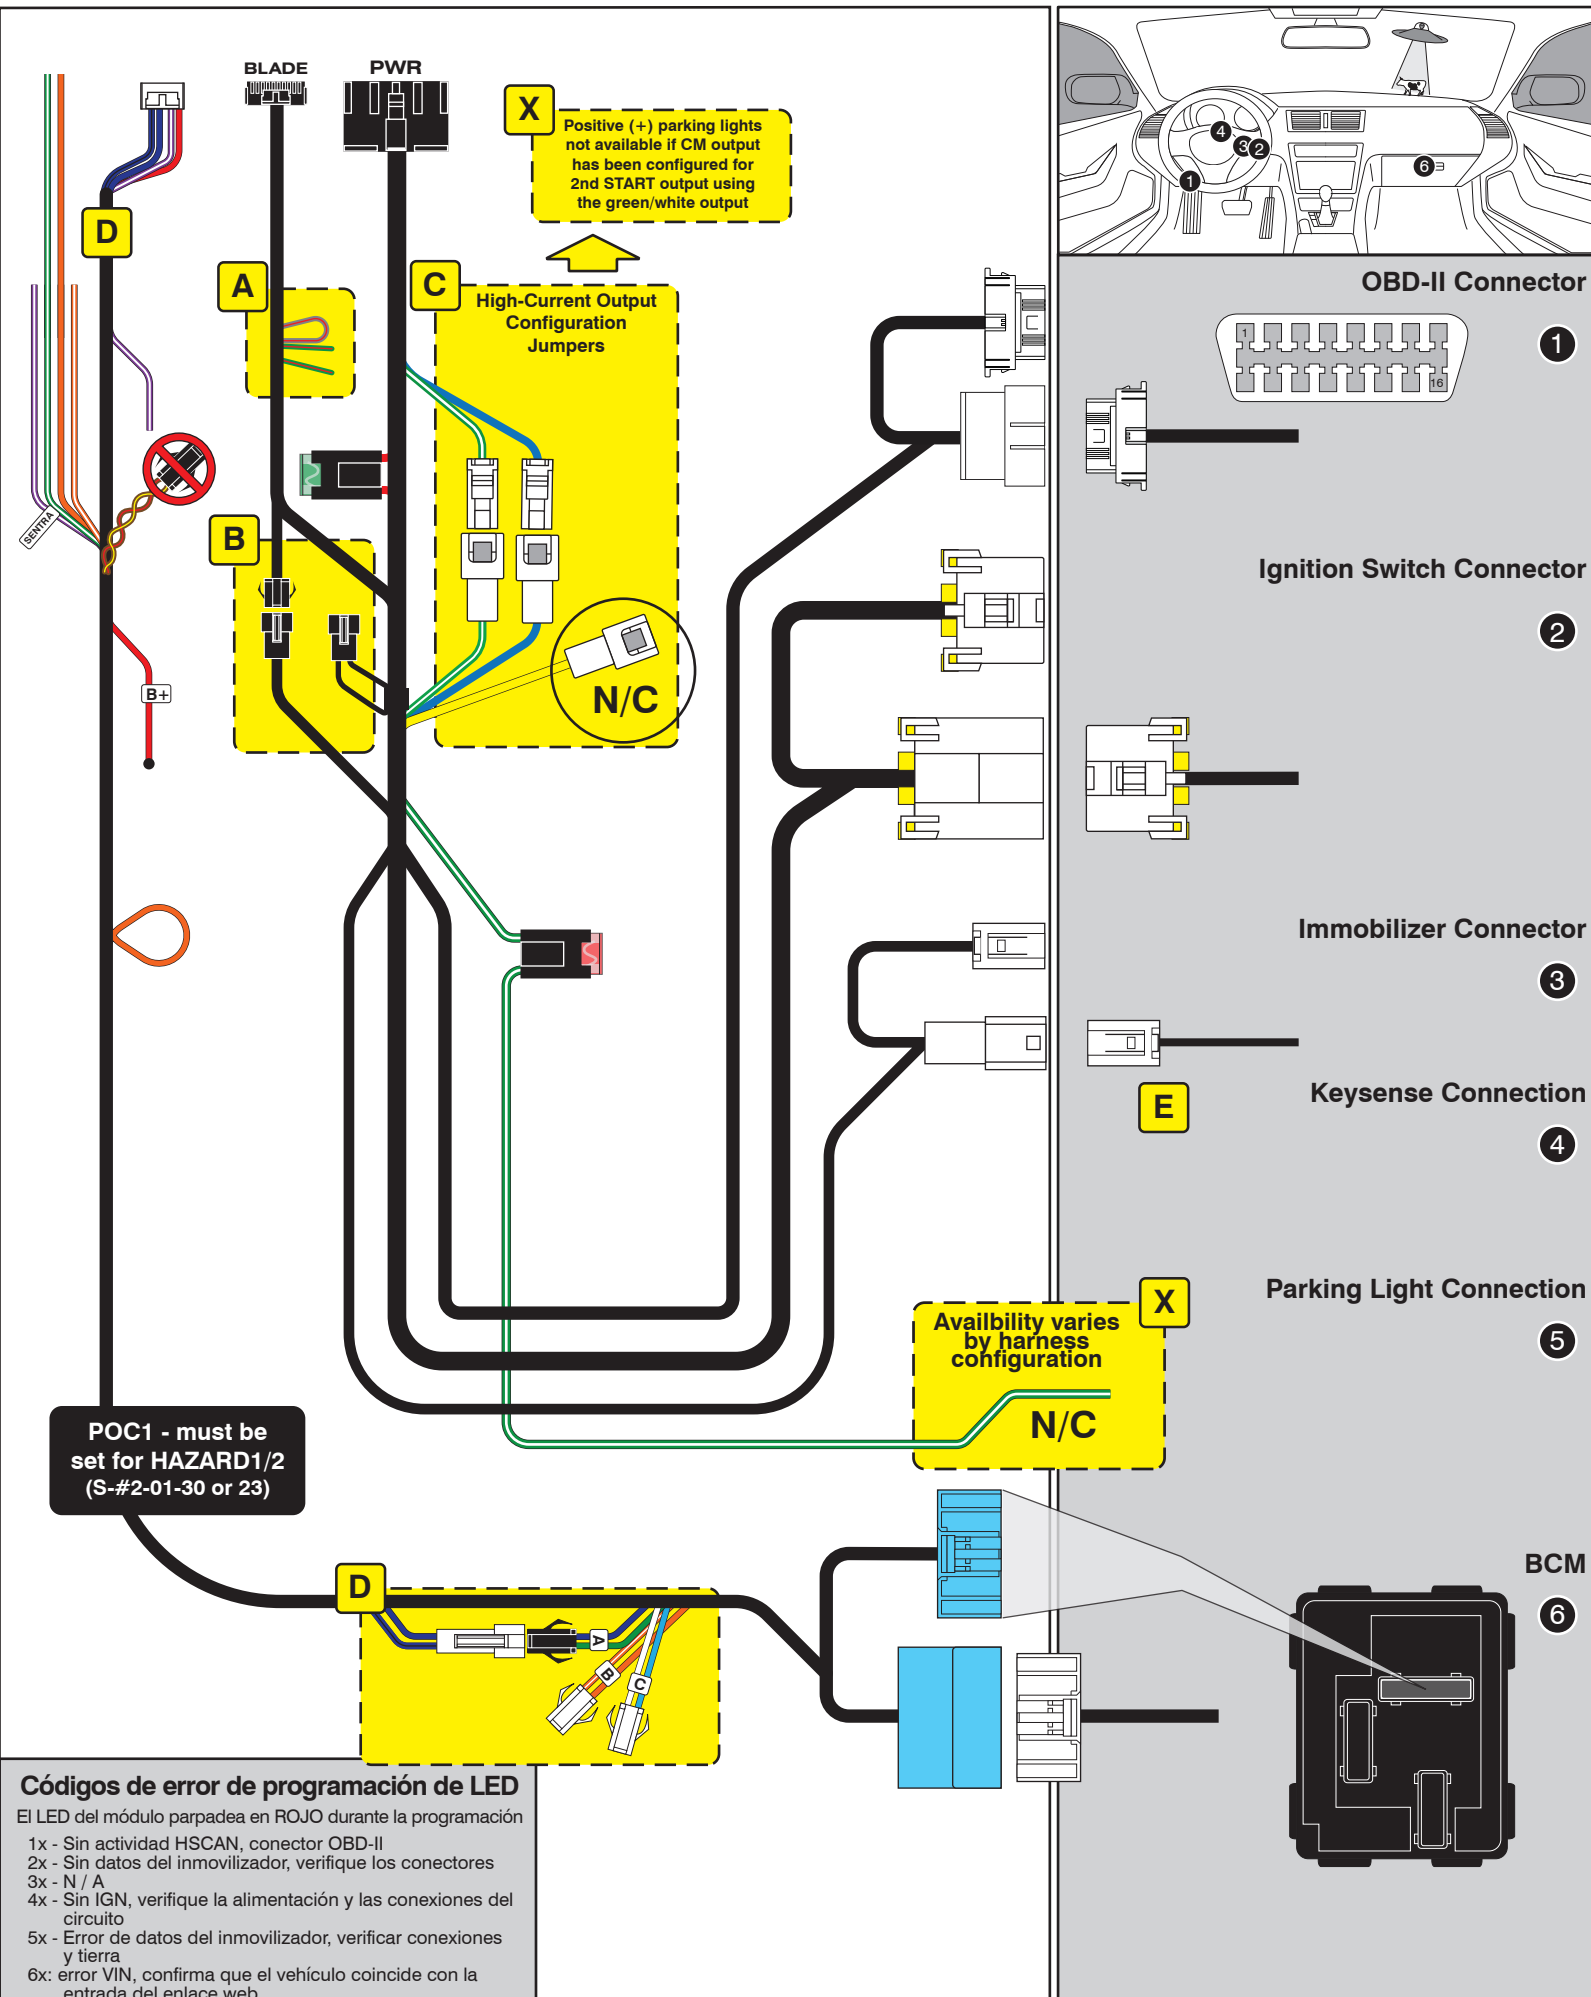 BLADE
PWR
X
Positive (+) parking lights
not available if CM output
has been configured for
2nd START output using
the green/white output
D
A
C
High-Current Output
Configuration
Jumpers
SENTRA
B
B+
N/C
4
3
2
1
6
OBD-II Connector
1
1
16
Ignition Switch Connector
2
Immobilizer Connector
3
E
Keysense Connection
4
X
Parking Light Connection
5
Availbility varies
by harness
configuration
N/C
POC1 - must be
set for HAZARD1/2
(S-#2-01-30 or 23)
D
A
B
C
BCM
6
Códigos de error de programación de LED
El LED del módulo parpadea en ROJO durante la programación
1x - Sin actividad HSCAN, conector OBD-II
2x - Sin datos del inmovilizador, verifique los conectores
3x - N / A
4x - Sin IGN, verifique la alimentación y las conexiones del
circuito
5x - Error de datos del inmovilizador, verificar conexiones
y tierra
6x: error VIN, confirma que el vehículo coincide con la
entrada del enlace web